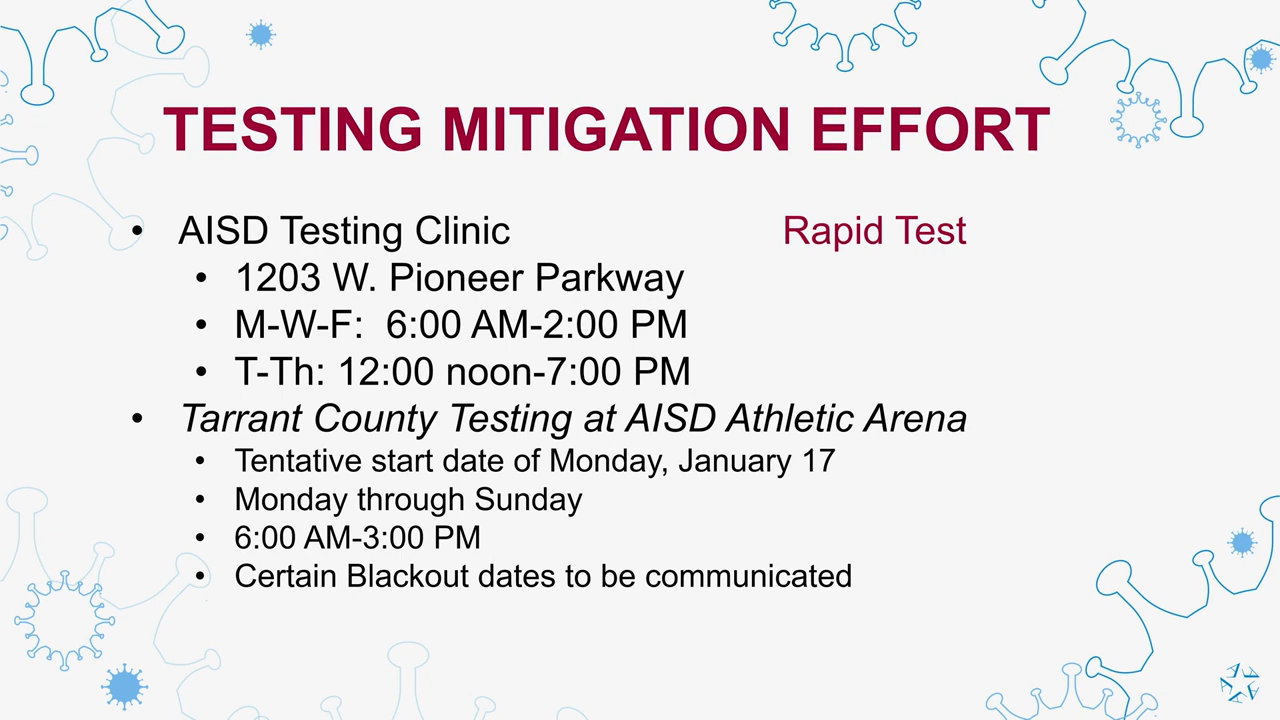 TESTING MITIGATION EFFORT
• AISD Testing Clinic Rapid Test
• 1203 W. Pioneer Parkway
• M-W-F: 6:00 AM-2:00 PM
• T-Th: 12:00 noon-7:00 PM
• Tarrant County Testing at AISD Athletic Arena
• Tentative start date of Monday, January 17
• Monday through Sunday
• 6:00 AM-3:00 PM
• Certain Blackout dates to be communicated